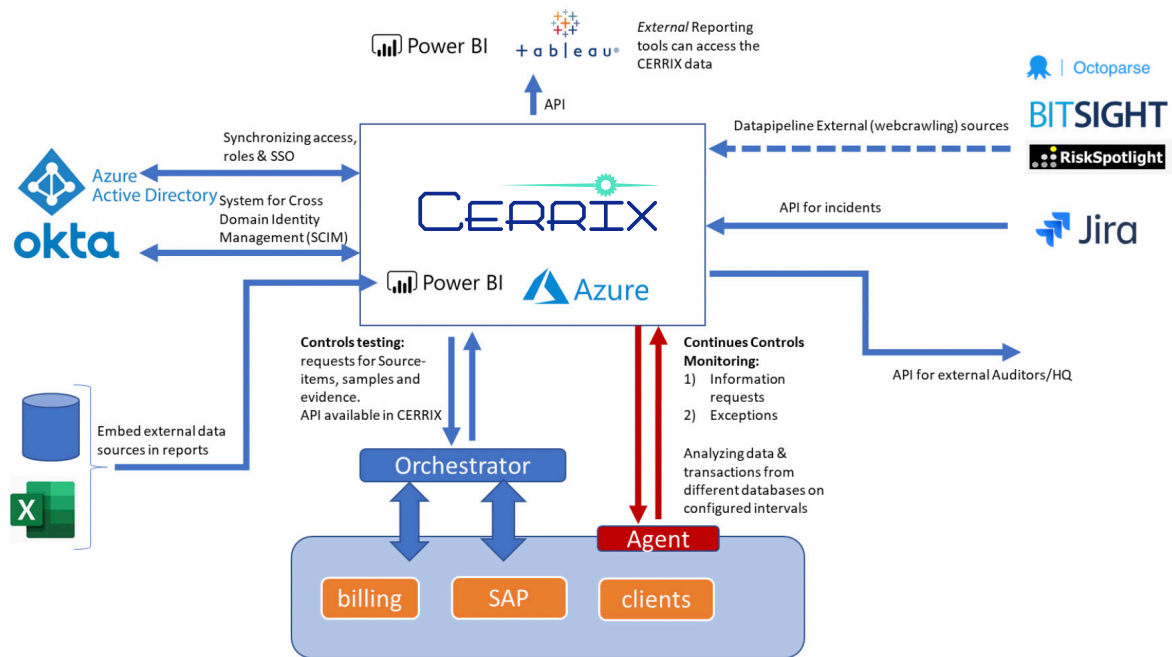 Power BI
+ a b | e a u
External Reporting
tools can access the
CERRIX data
API
Octoparse
BITSIGHT
RiskSpotlight
Datapipeline External (webcrawling) sources
Synchronizing access,
roles & SSO
Azure
Active Directory
System for Cross
Domain Identity
Management (SCIM)
okta
CERRIX
API for incidents
Jira
Power BI
Azure
API for external Auditors/HQ
Controls testing:
requests for Source-
items, samples and
evidence.
API available in CERRIX
Continues Controls
Monitoring:
1) Information
requests
2) Exceptions
Analyzing data &
transactions from
different databases on
configured intervals
Embed external data
sources in reports
X
Orchestrator
Agent
billing
SAP
clients